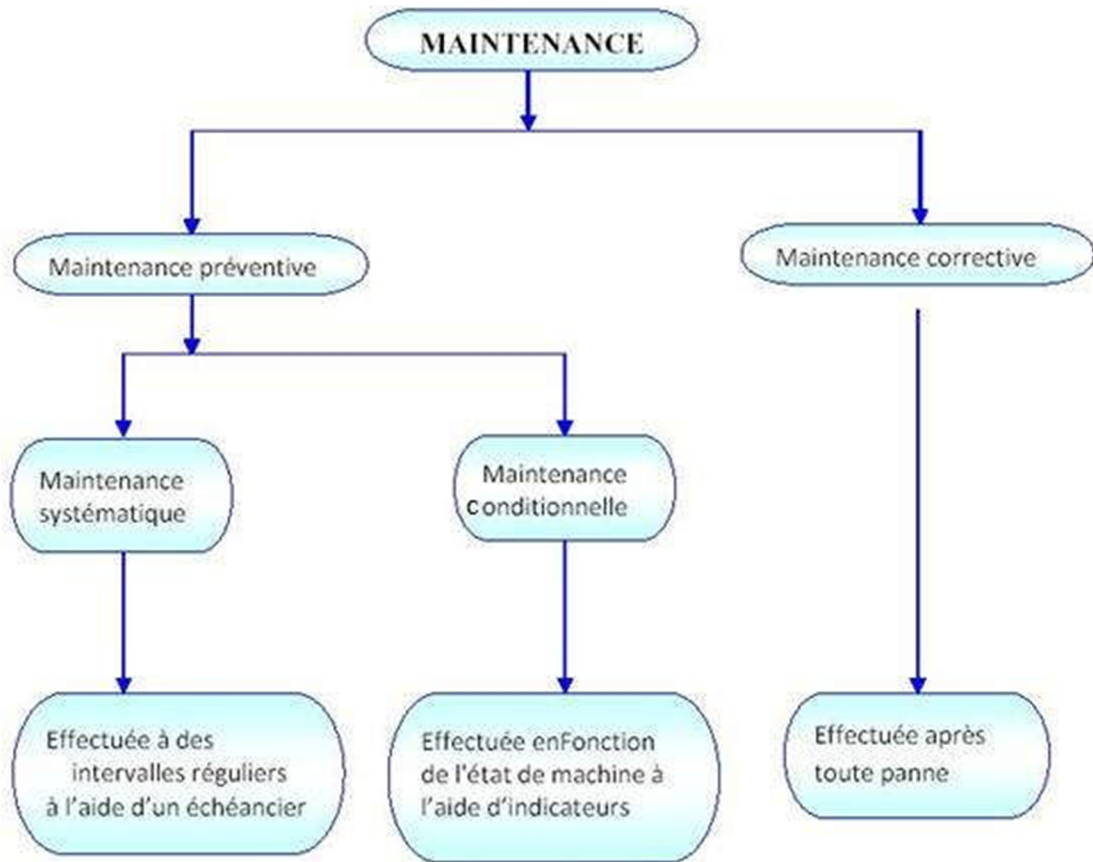 MAINTENANCE
Maintenance préventive
Maintenance corrective
Maintenance
systématique
Maintenance
conditionnelle
Effectuée à des
intervalles réguliers
à l'aide d'un échéancier
Effectuée enFonction
de l'état de machine à
l'aide d'indicateurs
Effectuée après
toute panne